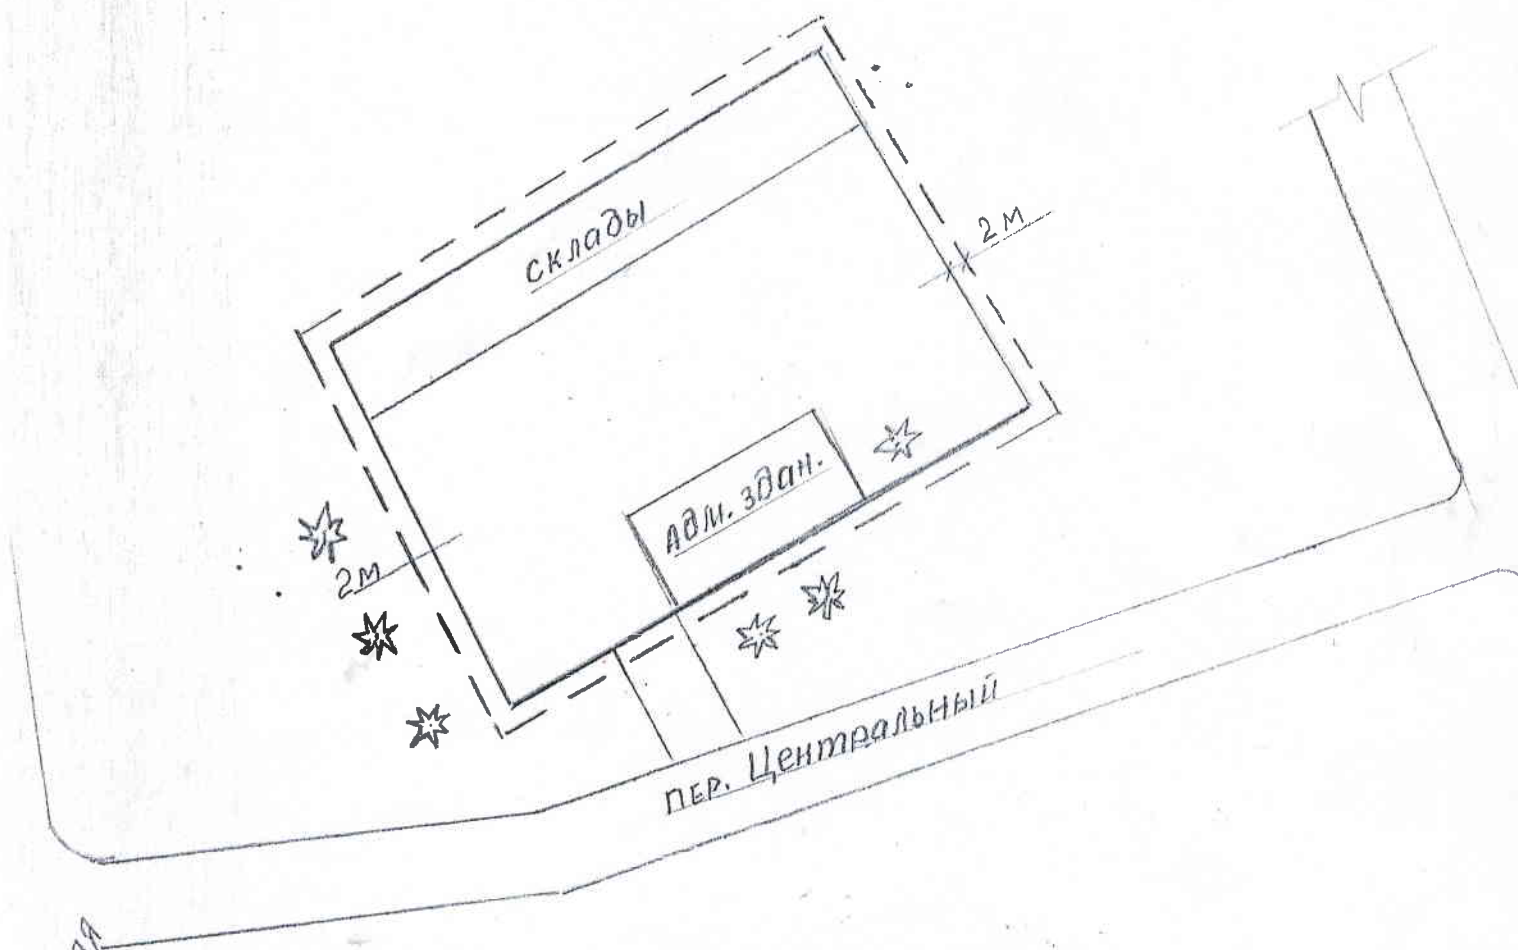 склады
2 м
Адм. здан.
2м
пер. Центральный